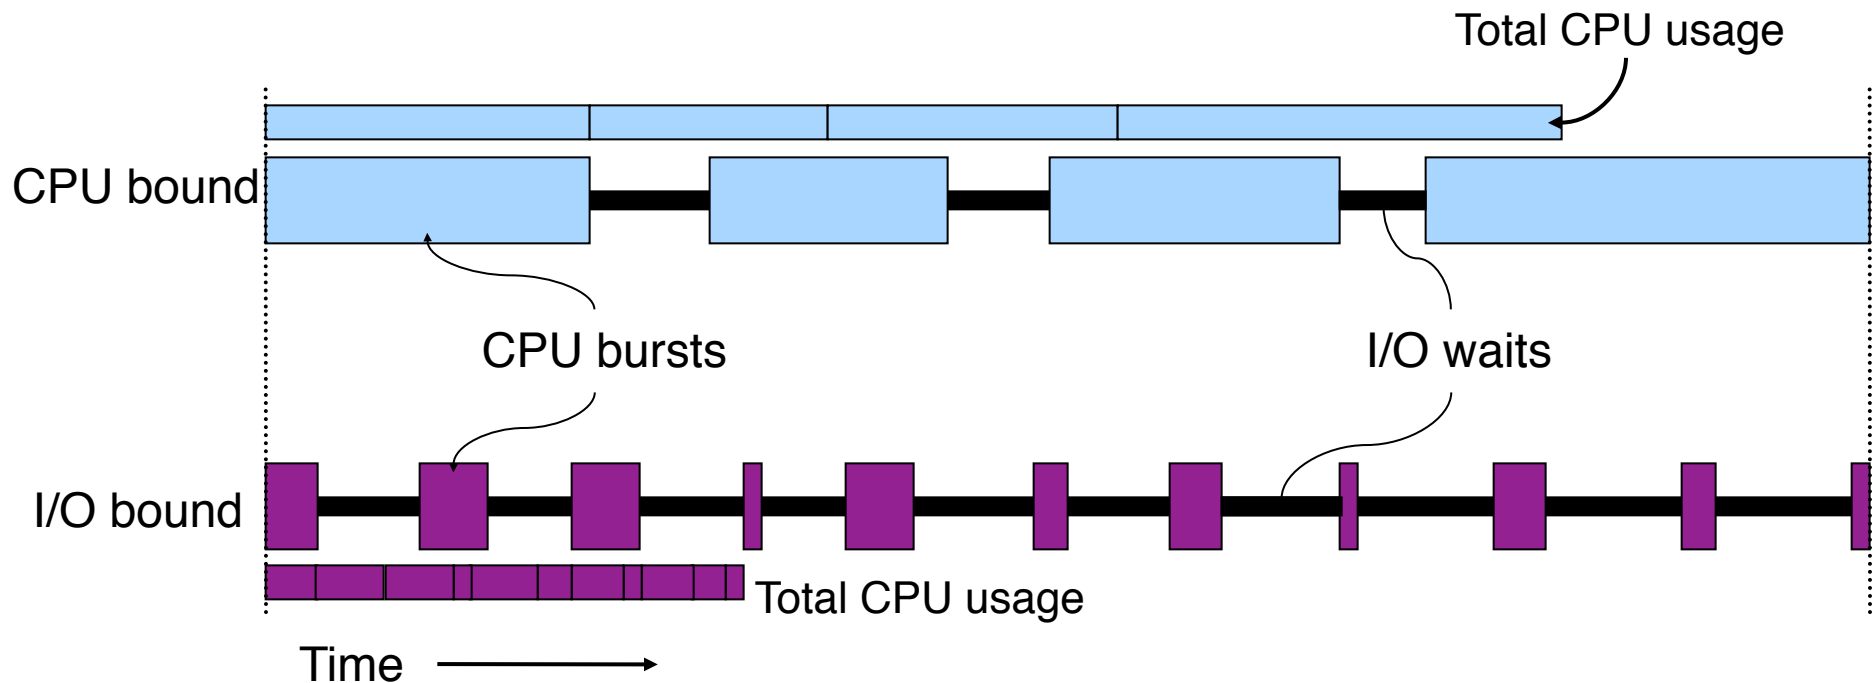 Total CPU usage
CPU bound
CPU bursts
I/O waits
I/O bound
Total CPU usage
Time